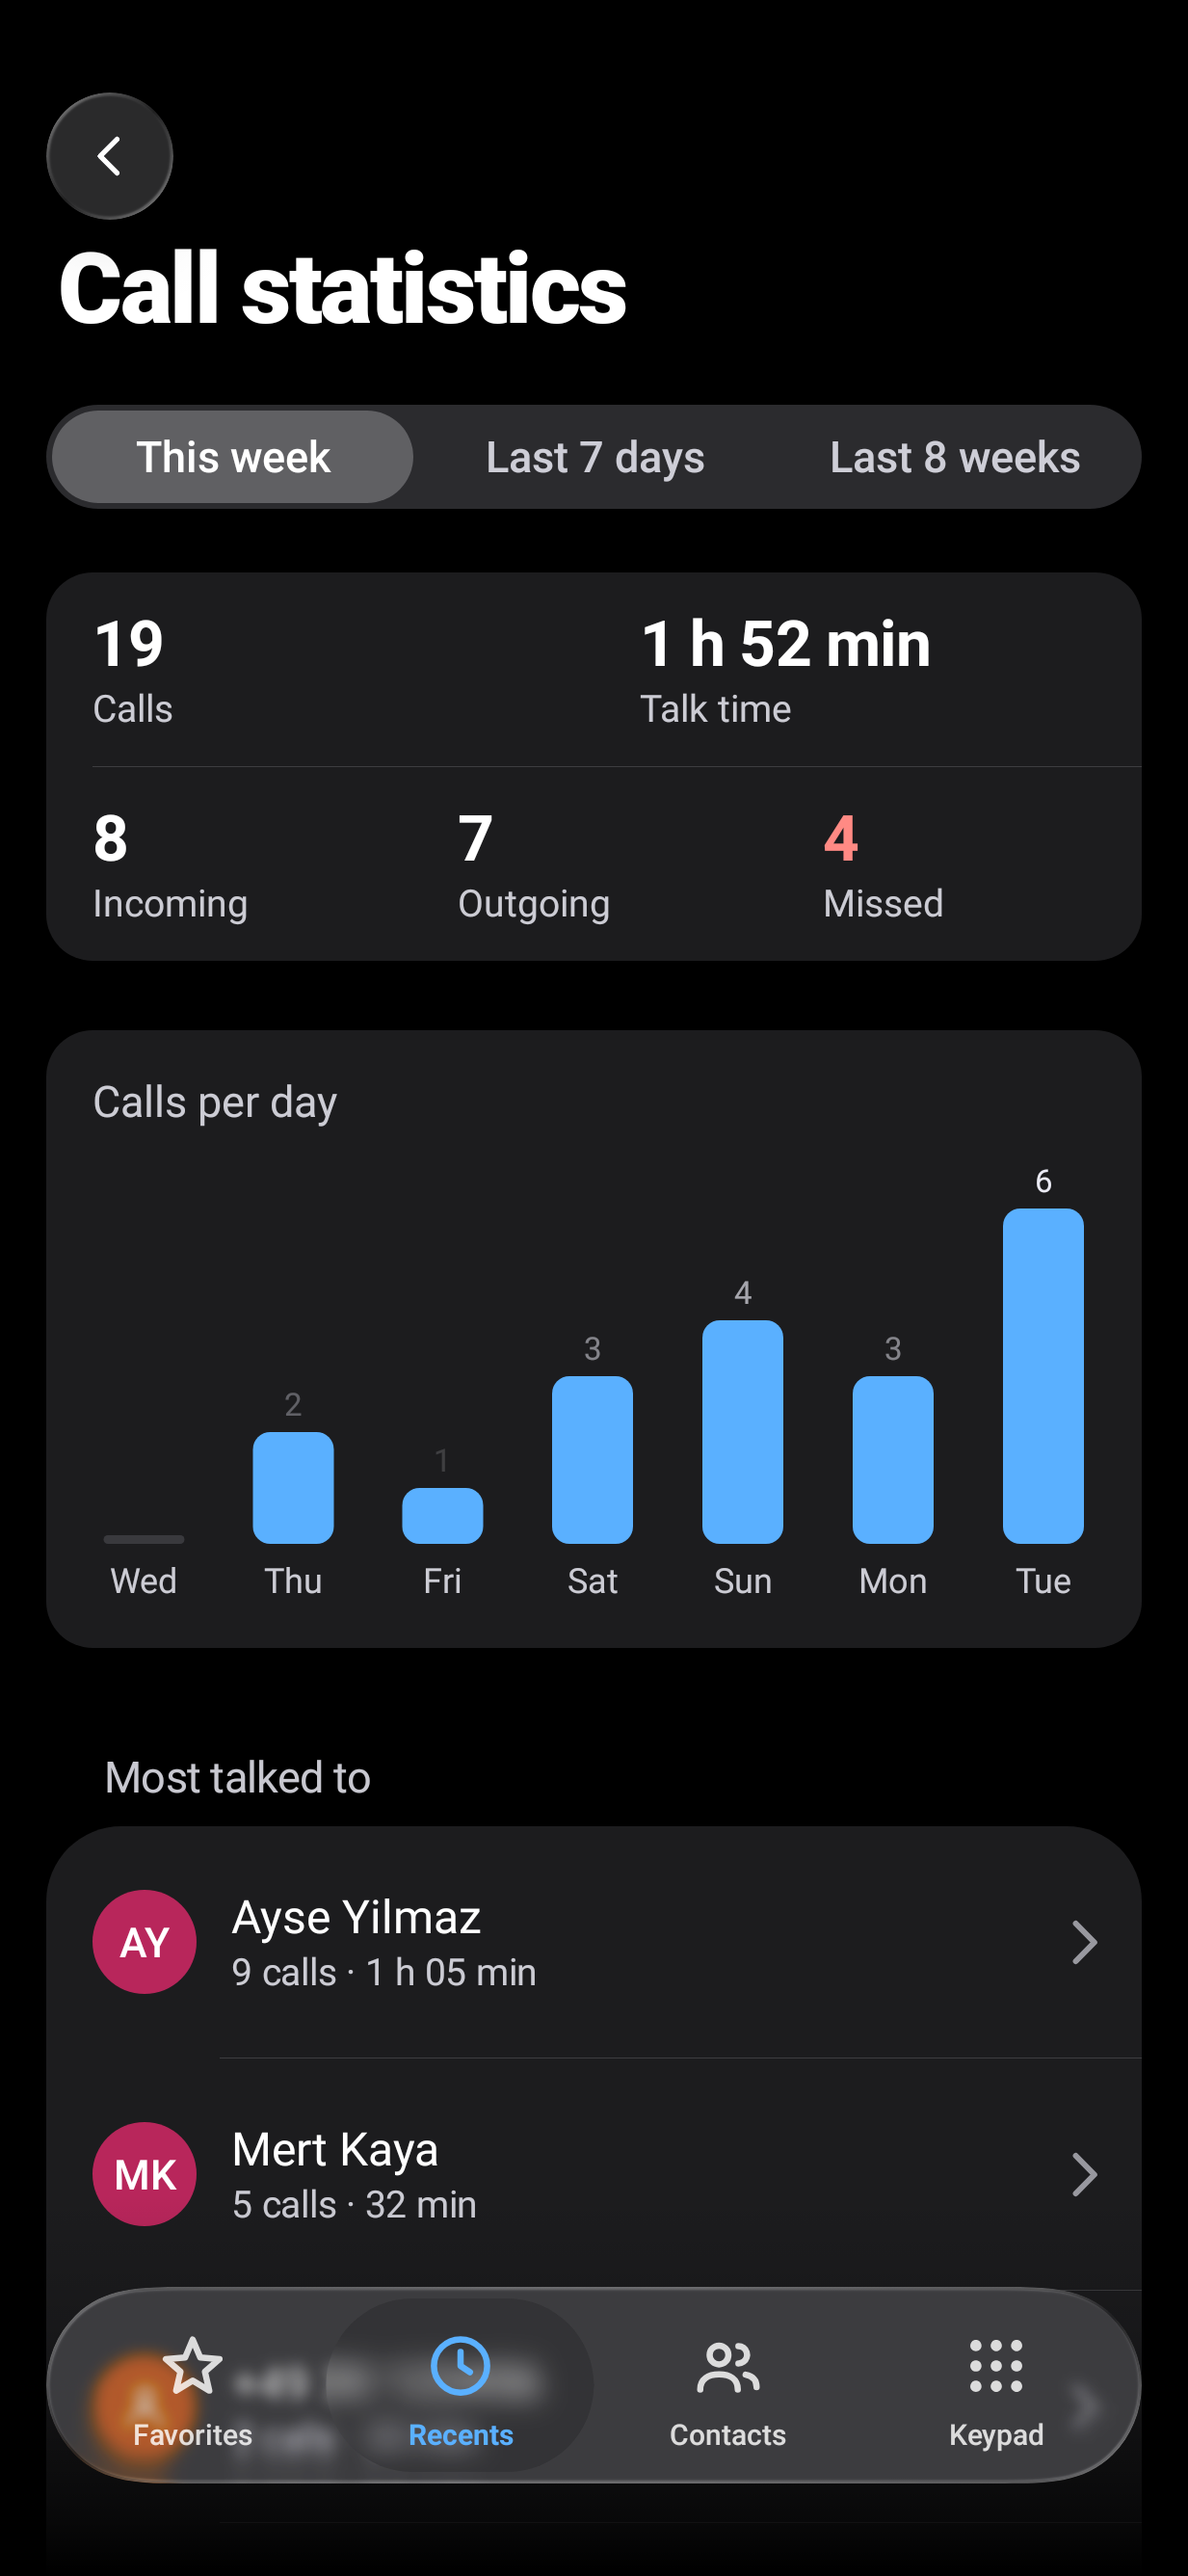 Call statistics
This week
Last 7 days
Last 8 weeks
19
Calls
1 h 52 min
Talk time
8
Incoming
7
Outgoing
4
Missed
Calls per day
2
1
3
4
3
6
Wed
Thu
Fri
Sat
Sun
Mon
Tue
Most talked to
AY
Ayse Yilmaz
9 calls · 1 h 05 min
MK
Mert Kaya
5 calls · 32 min
Favorites
Recents
Contacts
Keypad